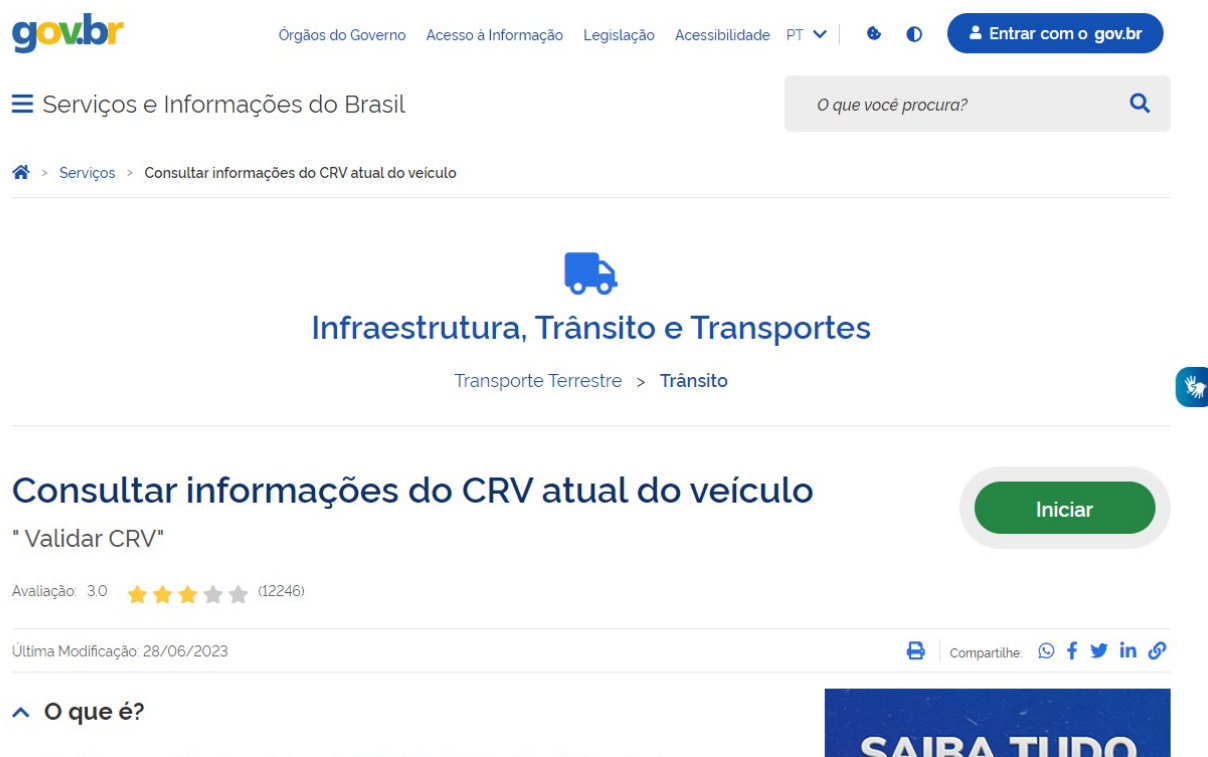 gov.br
Órgãos do Governo Acesso à Informação Legislação Acessibilidade PT
Entrar com o gov.br
Serviços e Informações do Brasil
O que você procura?
> Serviços > Consultar informações do CRV atual do veículo
Infraestrutura, Trânsito e Transportes
Transporte Terrestre > Trânsito
Consultar informações do CRV atual do veículo
Iniciar
" Validar CRV"
Avaliação: 3.0 (12246)
Última Modificação: 28/06/2023
Compartilhe:
O que é?
SAIBA TUDO